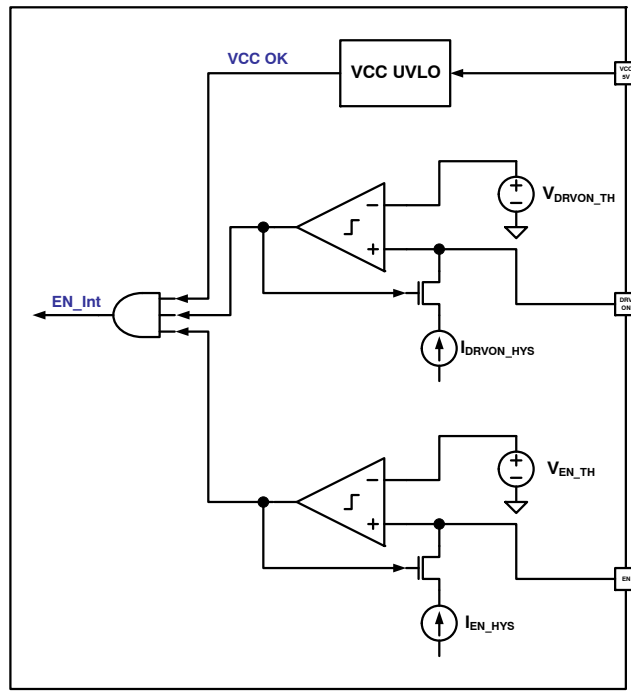 VCC OK
VCC UVLO
VCC
5V
V_DRVON_TH
DRV
ON
EN_Int
I_DRVON_HYS
V_EN_TH
EN
I_EN_HYS